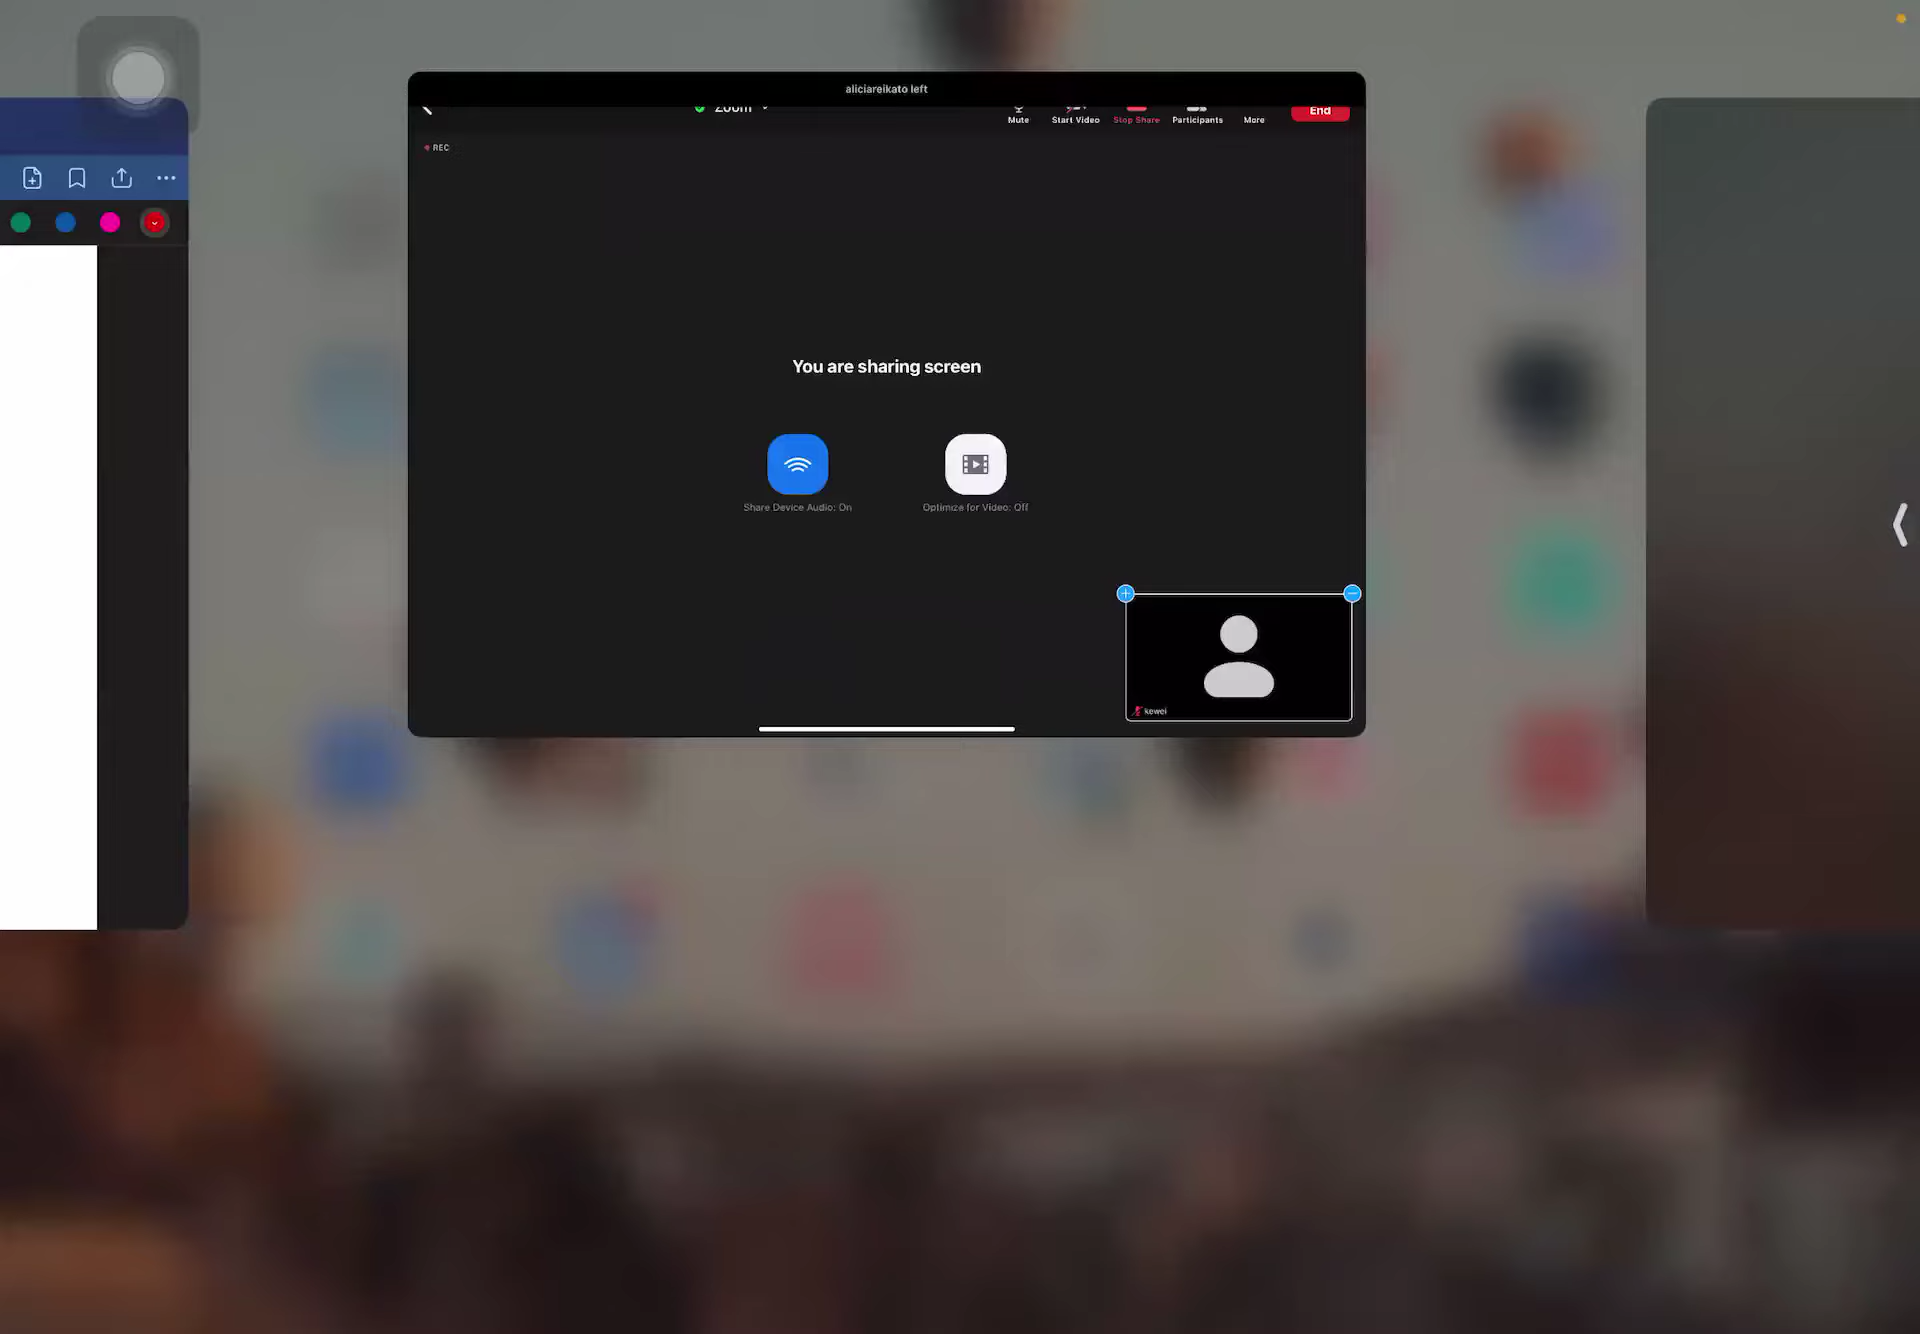 aliciareikato left
Zoom
Mute
Start Video
Stop Share
Participants
More
End
REC
You are sharing screen
Share Device Audio: On
Optimize for Video: Off
kewei